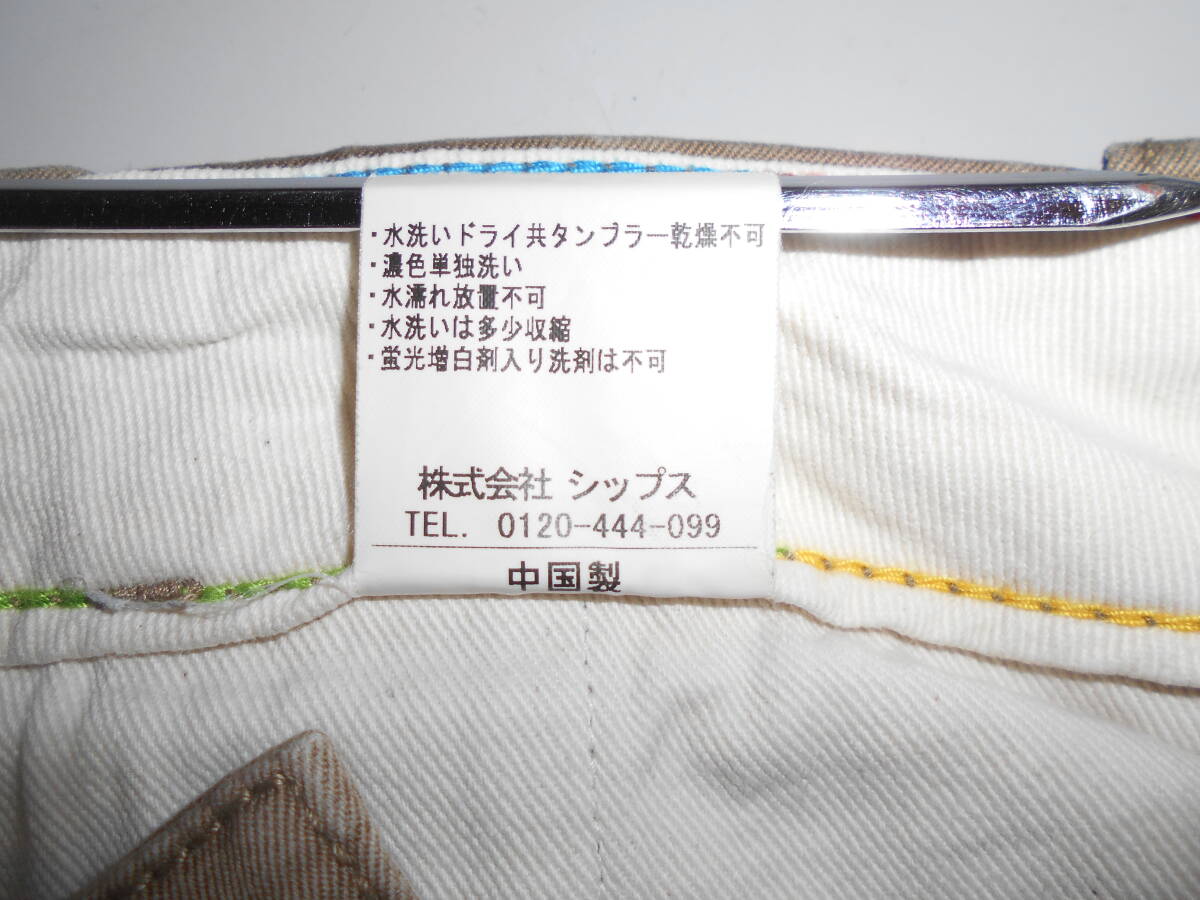 ・水洗いドライ共タンブラー乾燥不可
・濃色単独洗い
・水濡れ放置不可
・水洗いは多少収縮
・蛍光増白剤入り洗剤は不可
株式会社 シップス
TEL. 0120-444-099
中国製